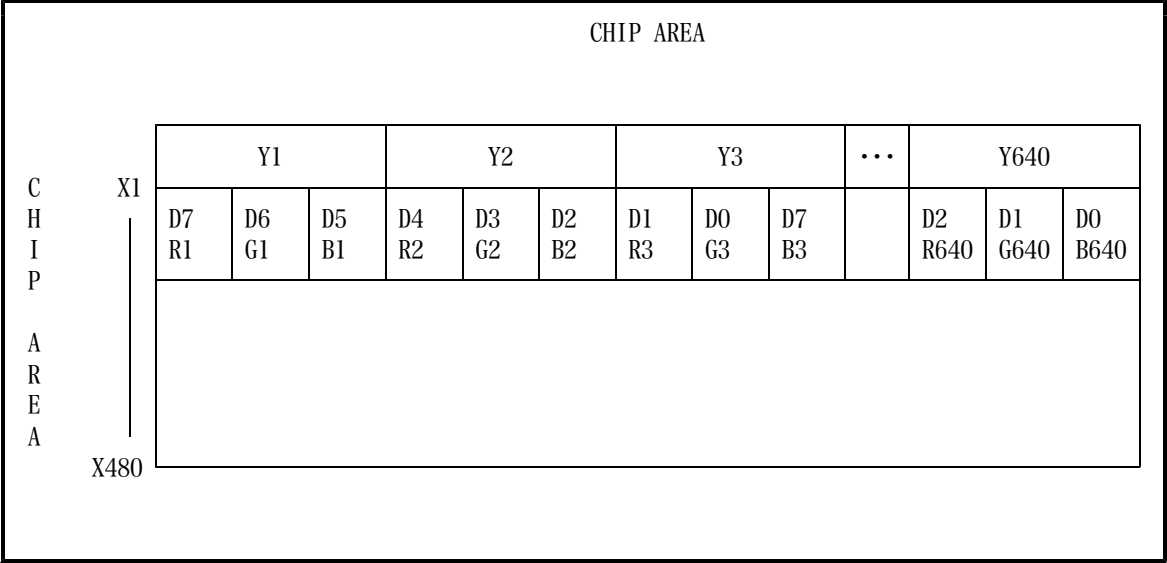 CHIP AREA
Y1 Y2 Y3 ··· Y640
CHIP AREA
X1
D7 D6 D5 D4 D3 D2 D1 D0 D7 D2 D1 D0
R1 G1 B1 R2 G2 B2 R3 G3 B3 R640 G640 B640
X480